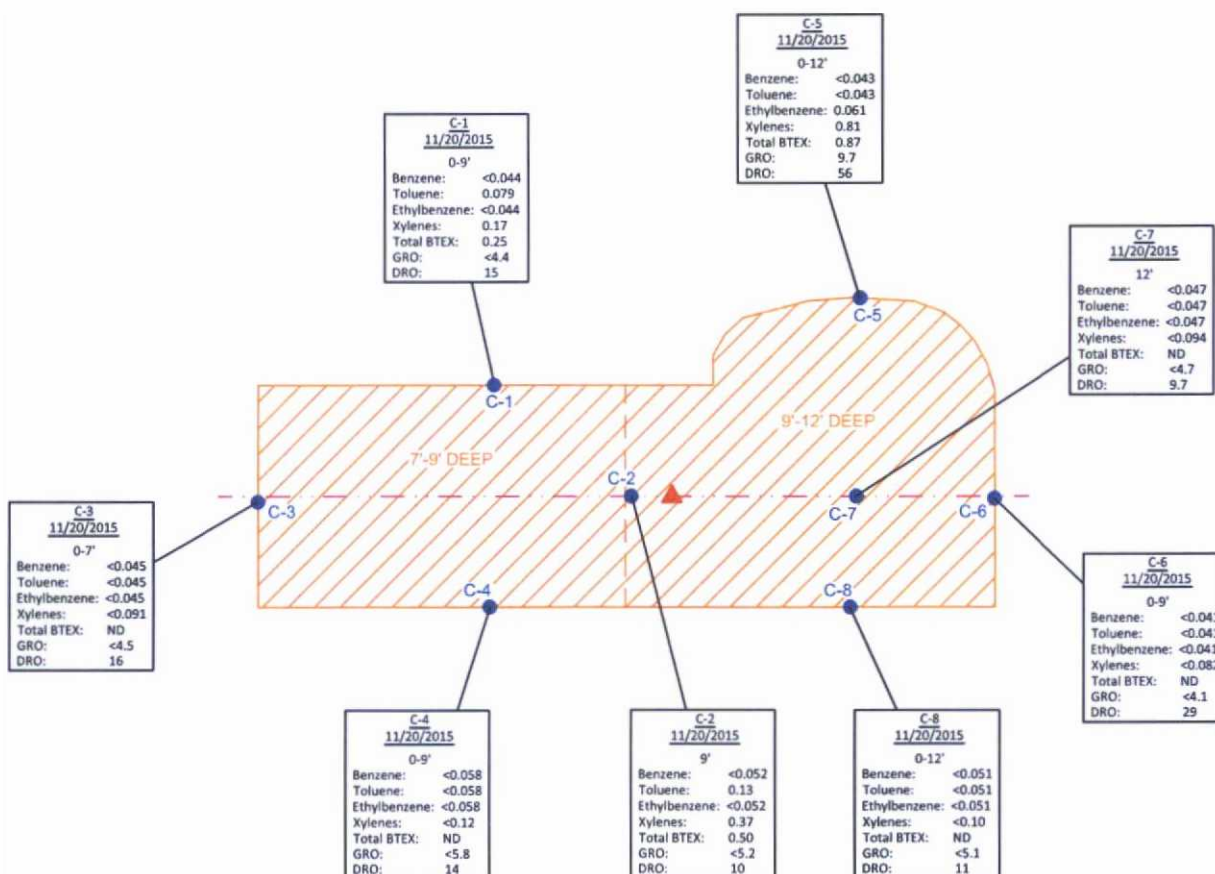 C-5
11/20/2015
0-12'
Benzene: <0.043
Toluene: <0.043
Ethylbenzene: 0.061
Xylenes: 0.81
Total BTEX: 0.87
GRO: 9.7
DRO: 56
C-1
11/20/2015
0-9'
Benzene: <0.044
Toluene: 0.079
Ethylbenzene: <0.044
Xylenes: 0.17
Total BTEX: 0.25
GRO: <4.4
DRO: 15
C-7
11/20/2015
12'
Benzene: <0.047
Toluene: <0.047
Ethylbenzene: <0.047
Xylenes: <0.094
Total BTEX: ND
GRO: <4.7
DRO: 9.7
C-5
C-1
9'-12' DEEP
7'-9' DEEP
C-2
C-3
C-7
C-6
C-4
C-8
C-3
11/20/2015
0-7'
Benzene: <0.045
Toluene: <0.045
Ethylbenzene: <0.045
Xylenes: <0.091
Total BTEX: ND
GRO: <4.5
DRO: 16
C-6
11/20/2015
0-9'
Benzene:
Toluene:
Ethylbenzene: <0.041
Xylenes:
Total BTEX: ND
GRO: <4.1
DRO: 29
C-4
11/20/2015
0-9'
Benzene: <0.058
Toluene: <0.058
Ethylbenzene: <0.058
Xylenes: <0.12
Total BTEX: ND
GRO: <5.8
DRO: 14
C-2
11/20/2015
9'
Benzene: <0.052
Toluene: 0.13
Ethylbenzene: <0.052
Xylenes: 0.37
Total BTEX: 0.50
GRO: <5.2
DRO: 10
C-8
11/20/2015
0-12'
Benzene: <0.051
Toluene: <0.051
Ethylbenzene: <0.051
Xylenes: <0.10
Total BTEX: ND
GRO: <5.1
DRO: 11